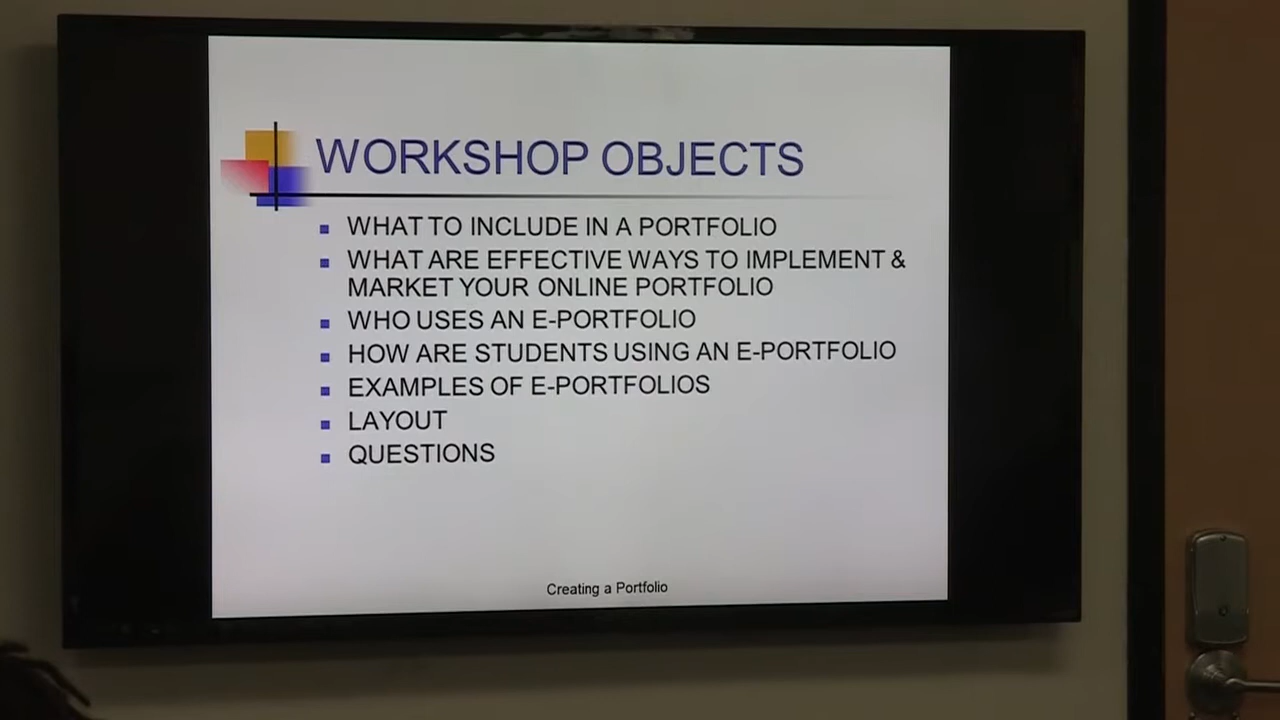 WORKSHOP OBJECTS
WHAT TO INCLUDE IN A PORTFOLIO
WHAT ARE EFFECTIVE WAYS TO IMPLEMENT &
MARKET YOUR ONLINE PORTFOLIO
WHO USES AN E-PORTFOLIO
HOW ARE STUDENTS USING AN E-PORTFOLIO
EXAMPLES OF E-PORTFOLIOS
LAYOUT
QUESTIONS
Creating a Portfolio